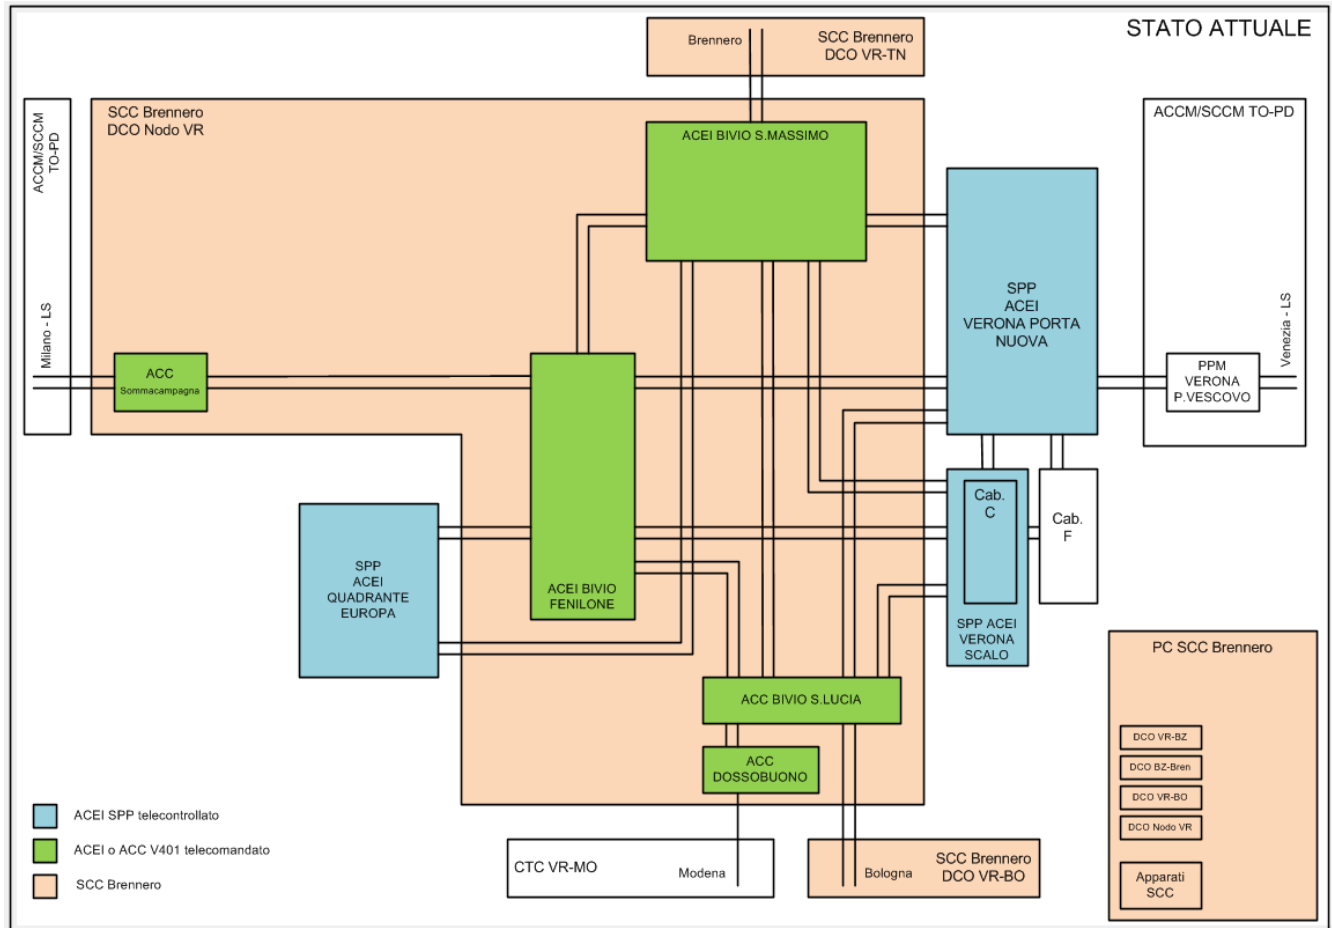 STATO ATTUALE
Brennero
SCC Brennero
DCO VR-TN
SCC Brennero
DCO Nodo VR
ACCM/SCCM
TO-PD
Milano - LS
ACEI BIVIO S.MASSIMO
ACCM/SCCM TO-PD
SPP
ACEI
VERONA PORTA
NUOVA
Venezia - LS
PPM
VERONA
P.VESCOVO
ACC
Sommacampagna
Cab.
C
Cab.
F
SPP
ACEI
QUADRANTE
EUROPA
ACEI BIVIO
FENILONE
SPP ACEI
VERONA
SCALO
ACC BIVIO S.LUCIA
ACC
DOSSOBUONO
PC SCC Brennero
DCO VR-BZ
DCO BZ-Bren
DCO VR-BO
DCO Nodo VR
Apparati
SCC
ACEI SPP telecontrollato
ACEI o ACC V401 telecomandato
SCC Brennero
CTC VR-MO
Modena
Bologna
SCC Brennero
DCO VR-BO